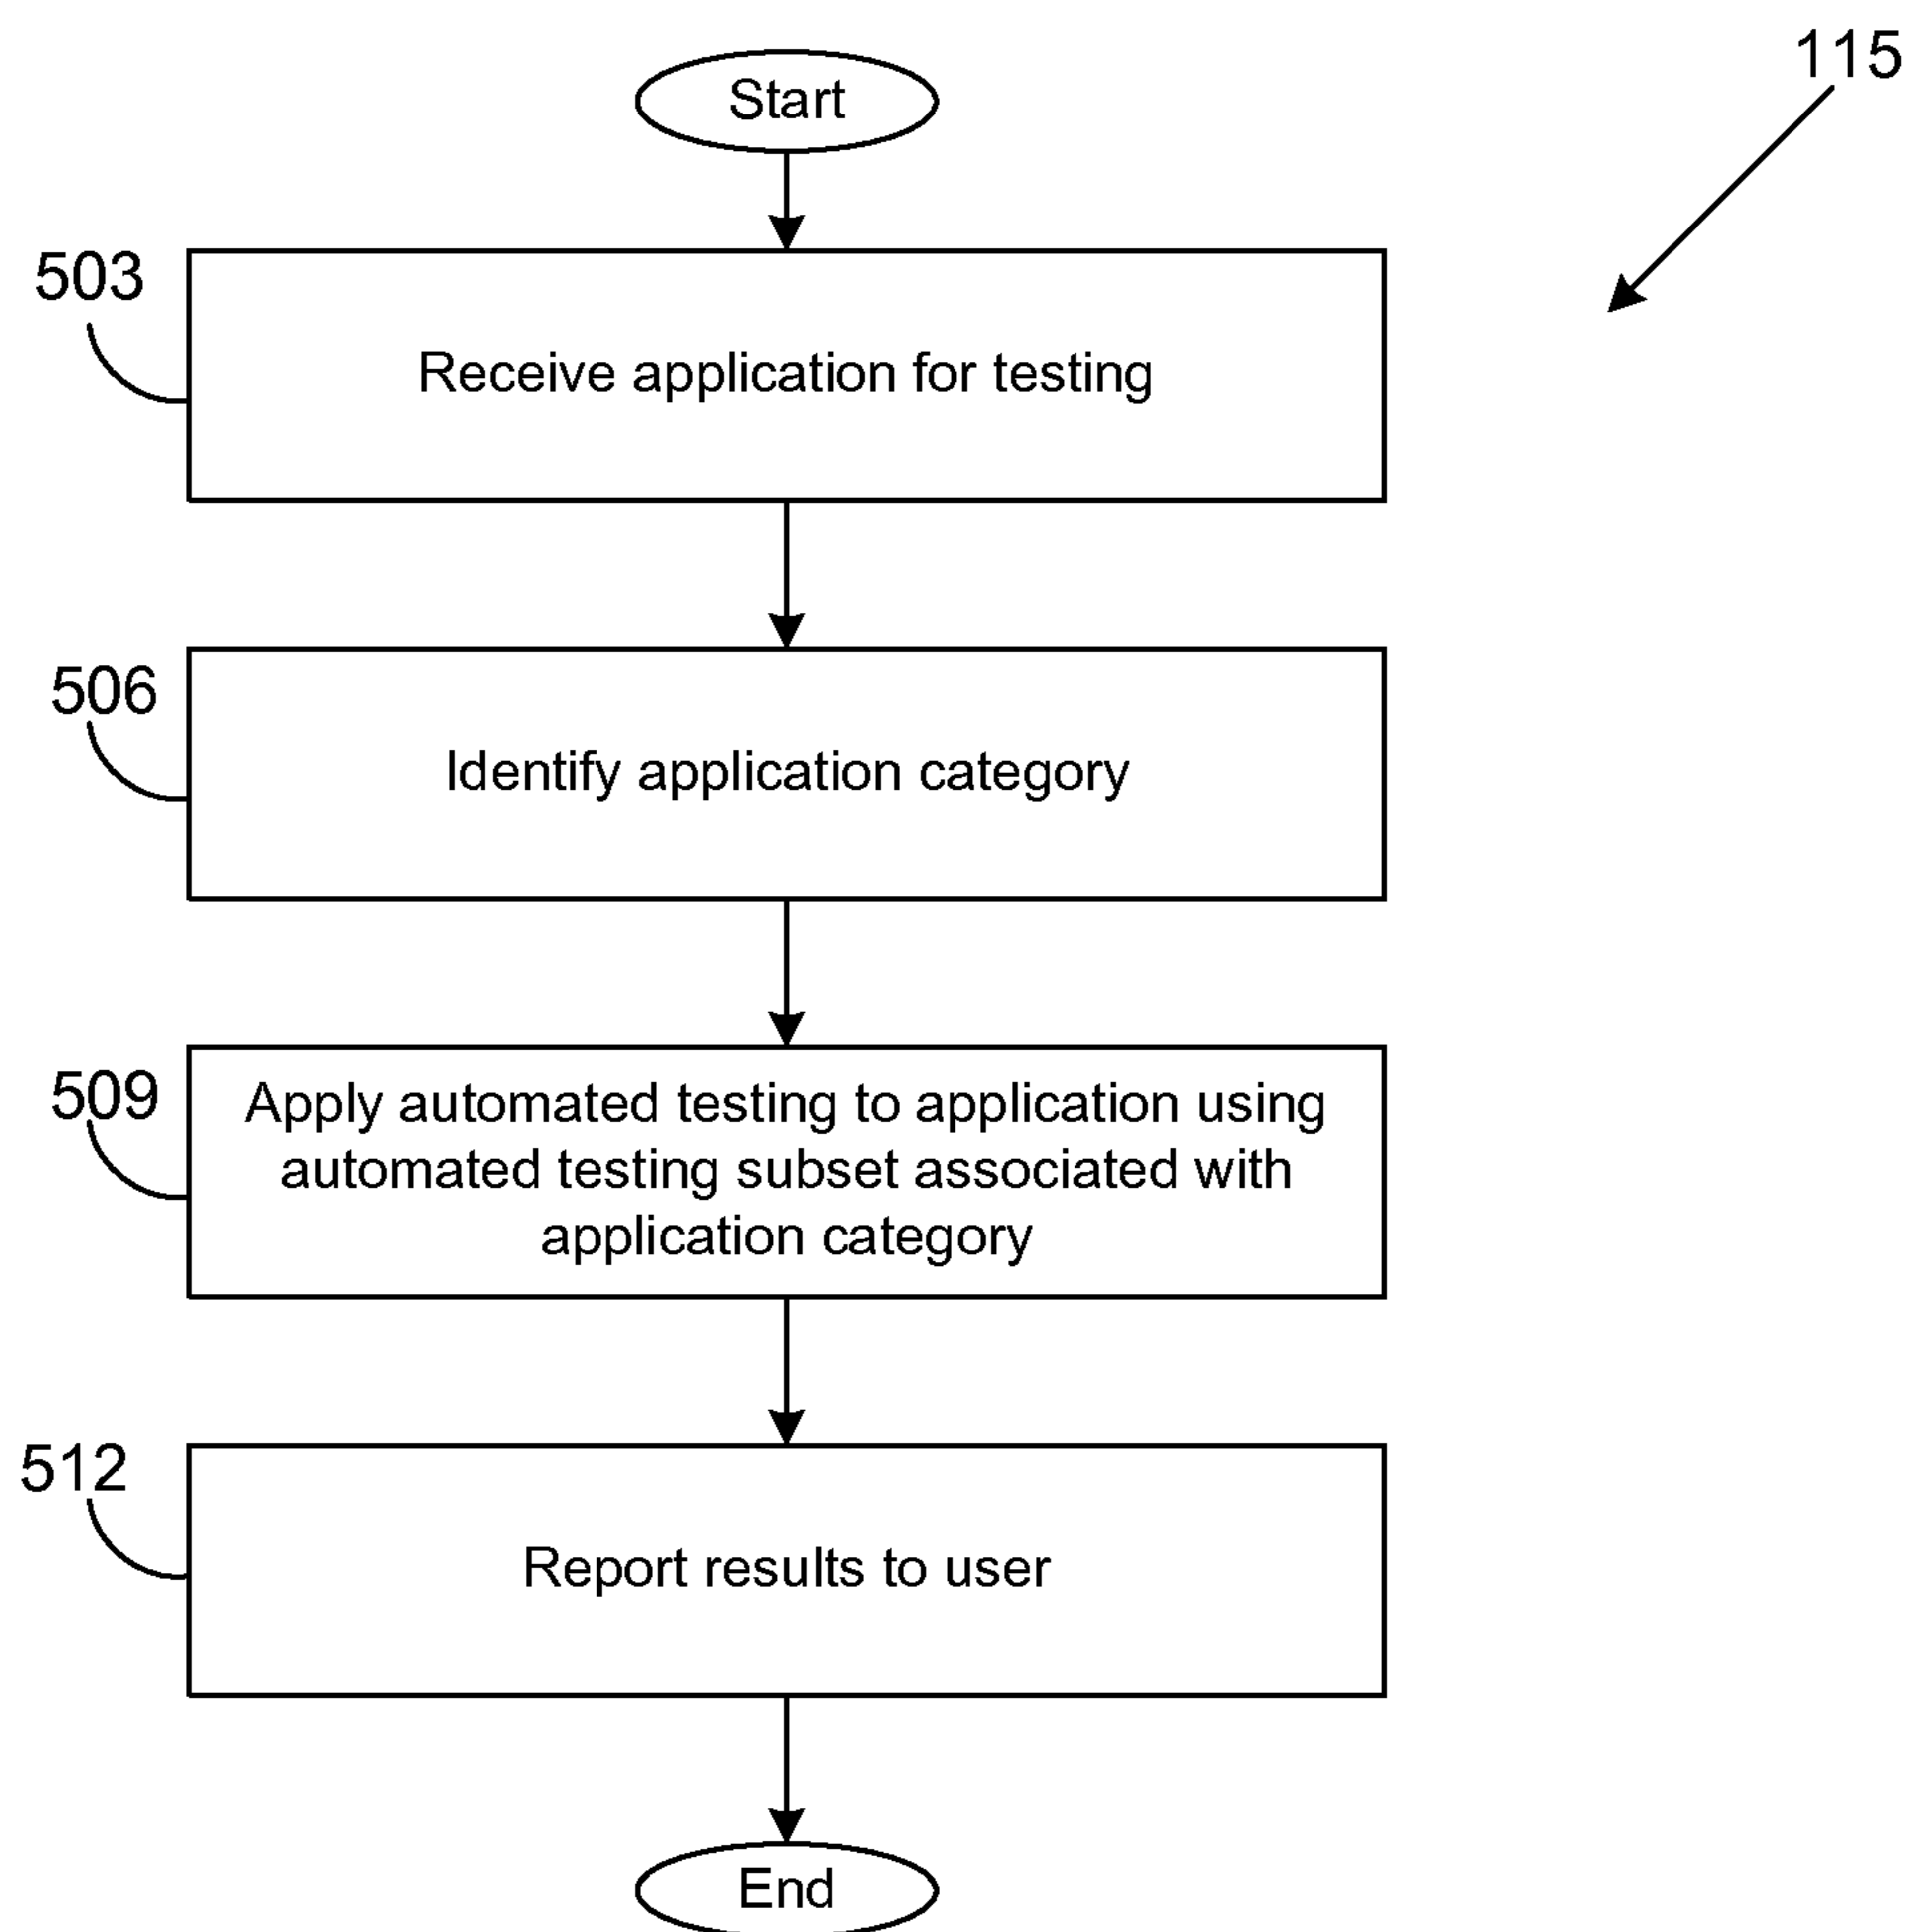 115
Start
503
Receive application for testing
506
Identify application category
509
Apply automated testing to application using
automated testing subset associated with
application category
512
Report results to user
End